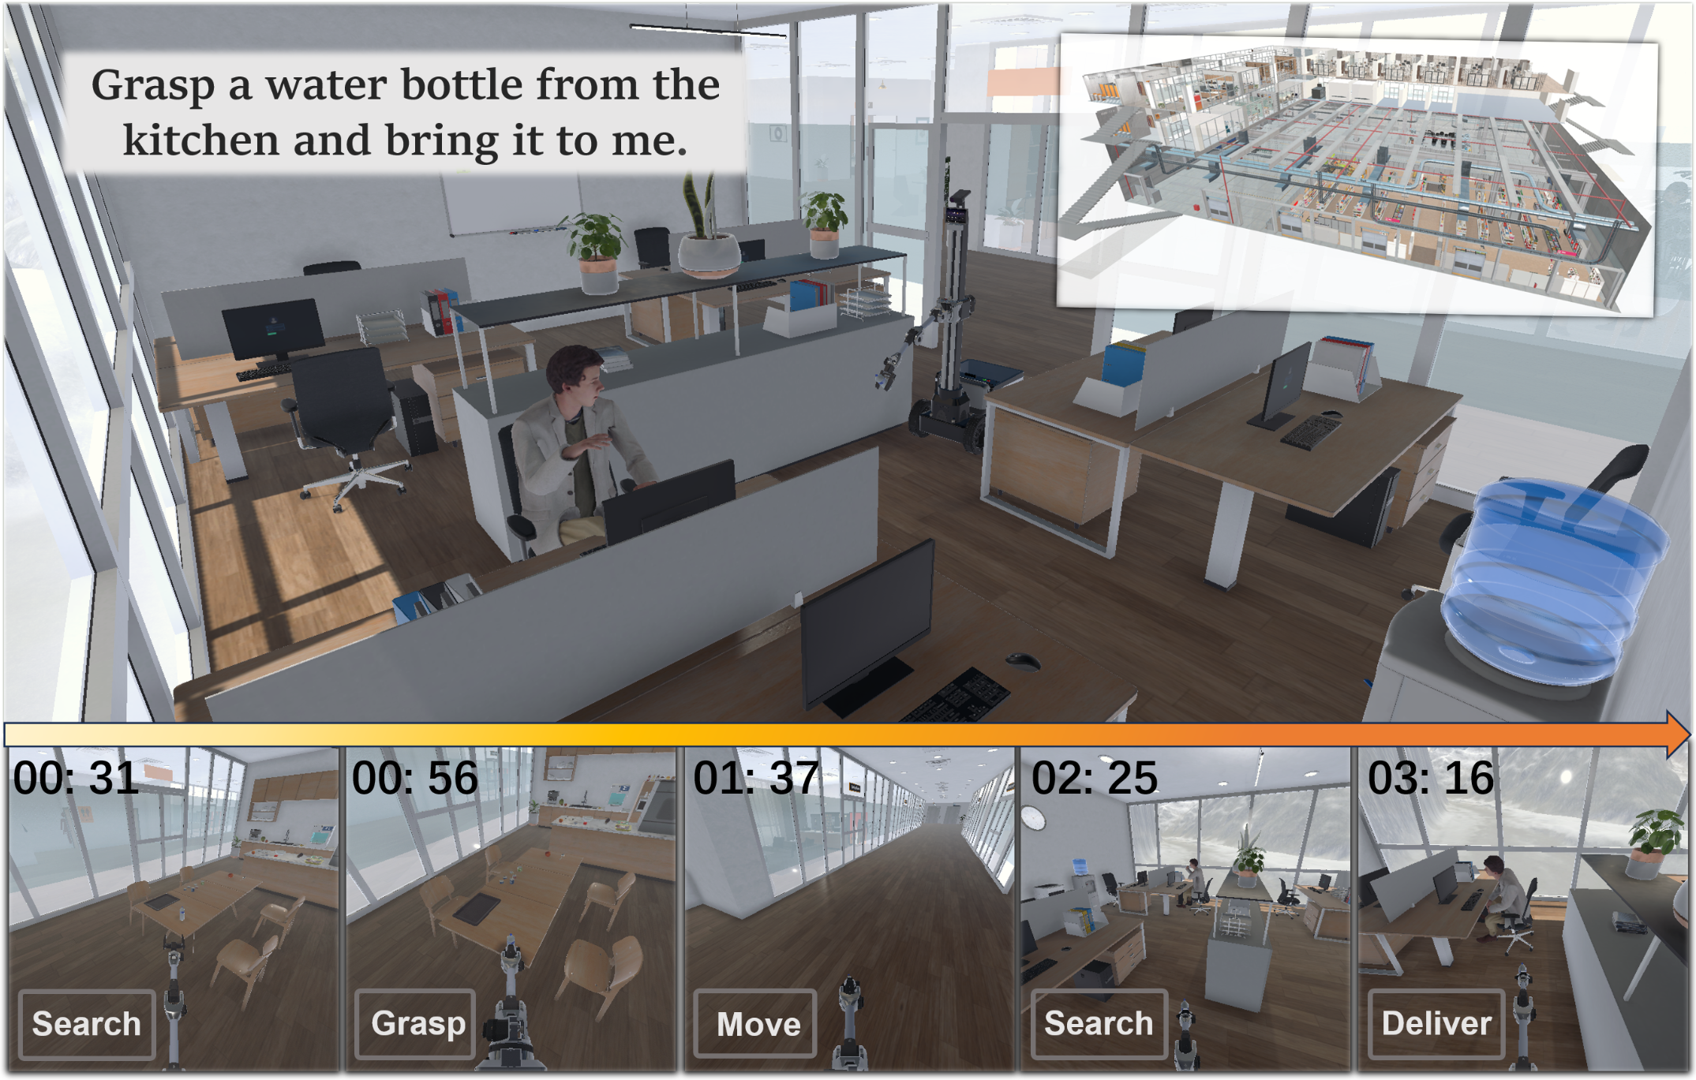 Grasp a water bottle from the
kitchen and bring it to me.
00: 31
00: 56
01: 37
02: 25
03: 16
Search
Grasp
Move
Search
Deliver